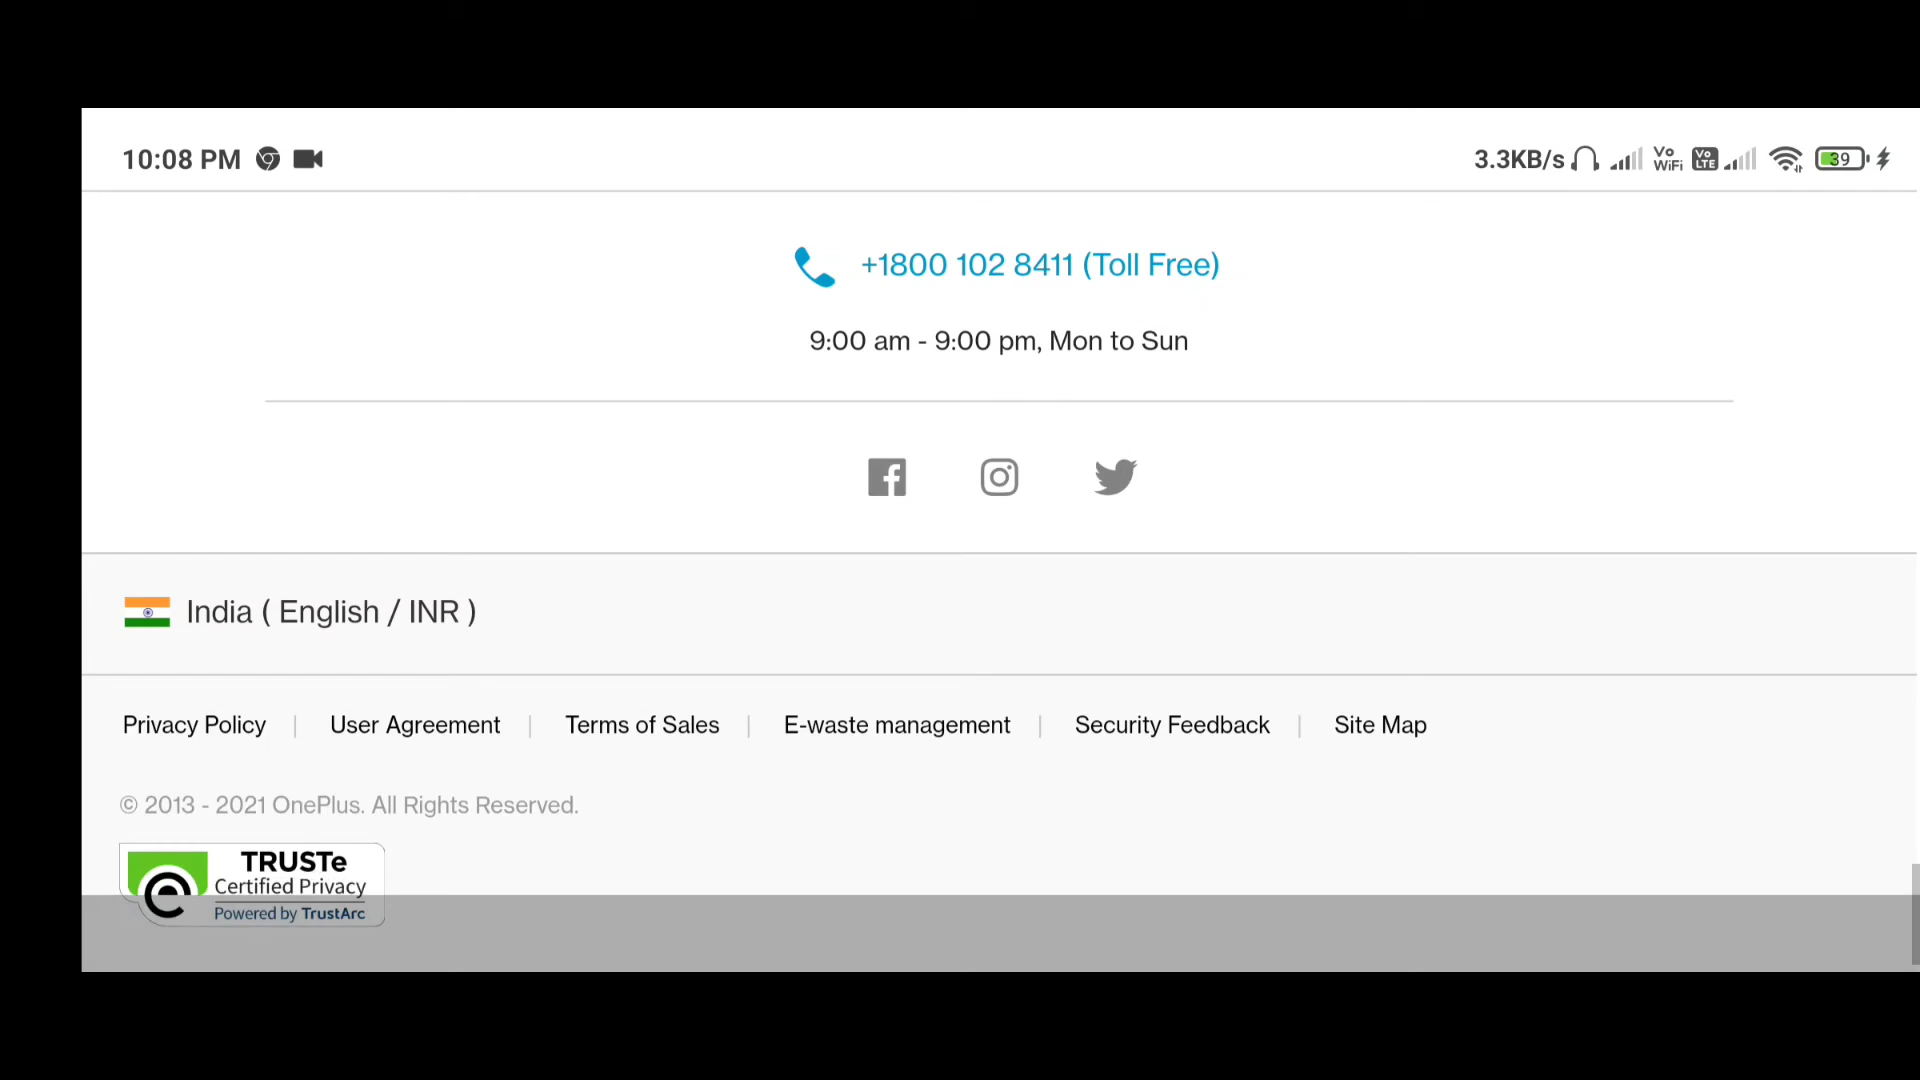 10:08 PM 3.3KB/s Vo WiFi Vo LTE 39
+1800 102 8411 (Toll Free)
9:00 am - 9:00 pm, Mon to Sun
India ( English / INR )
Privacy Policy | User Agreement | Terms of Sales | E-waste management | Security Feedback | Site Map
© 2013 - 2021 OnePlus. All Rights Reserved.
TRUSTe
Certified Privacy
Powered by TrustArc